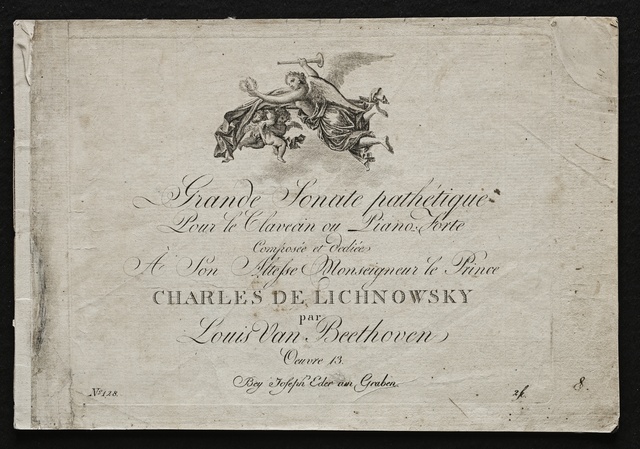 Grande Sonate pathétique
Pour le Clavecin ou Piano-Forte
Composée et dediée
À Son Altesse Monseigneur le Prince
CHARLES DE LICHNOWSKY
par
Louis Van Beethoven
Oeuvre 13.
Bey Joseph Eder am Graben
No 128.
2f.
8